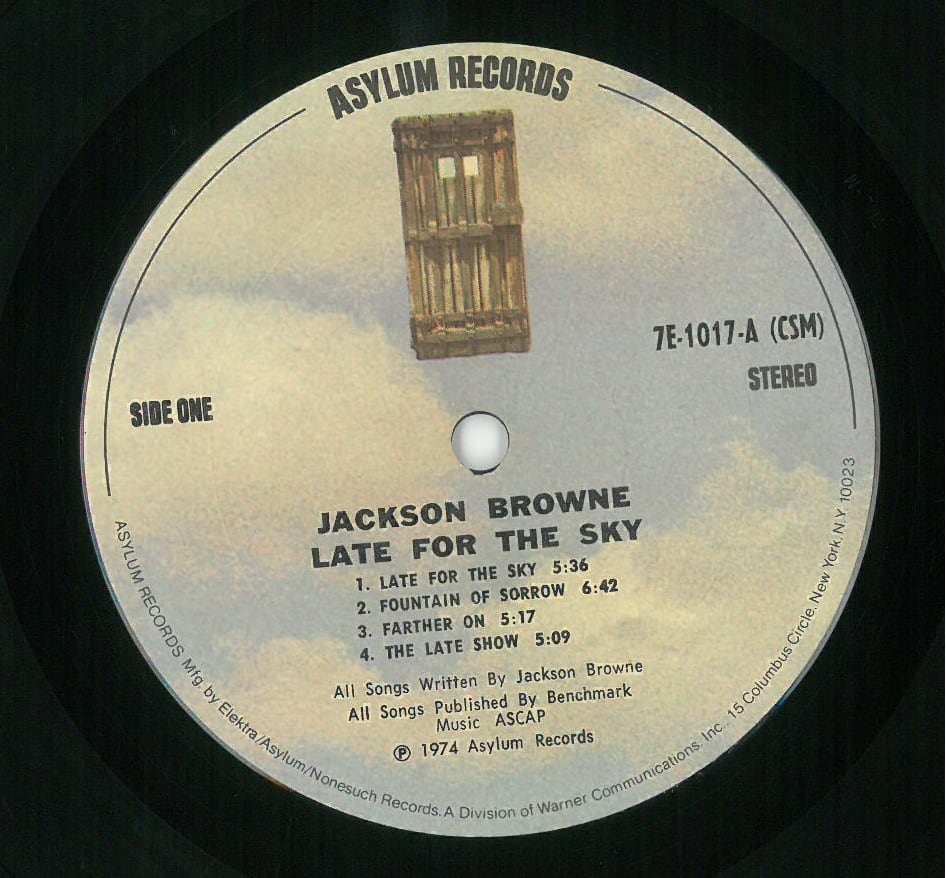 ASYLUM RECORDS
7E-1017-A (CSM)
STEREO
SIDE ONE
JACKSON BROWNE
LATE FOR THE SKY
1. LATE FOR THE SKY 5:36
2. FOUNTAIN OF SORROW 6:42
3. FARTHER ON 5:17
4. THE LATE SHOW 5:09
All Songs Written By Jackson Browne
All Songs Published By Benchmark
Music ASCAP
℗ 1974 Asylum Records
ASYLUM RECORDS. Mfg. by Elektra/Asylum/Nonesuch Records. A Division of Warner Communications, Inc., 15 Columbus Circle, New York, N.Y. 10023